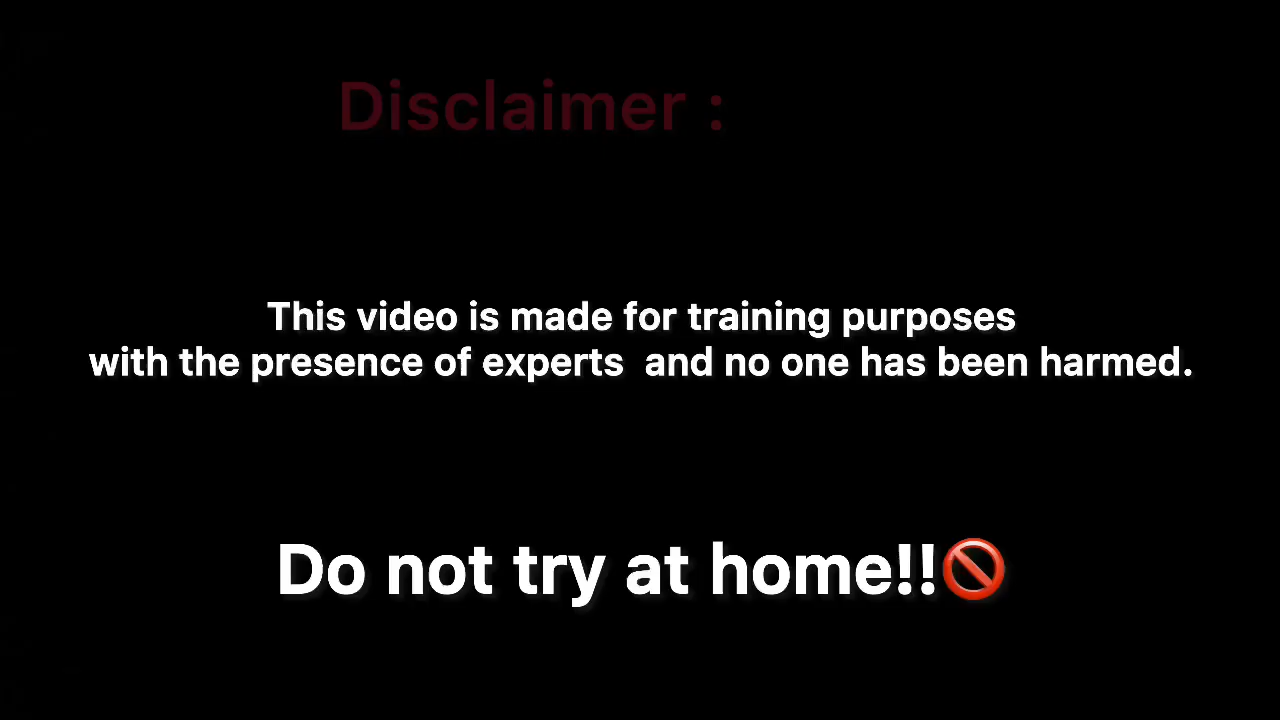 Disclaimer :
This video is made for training purposes
with the presence of experts  and no one has been harmed.
Do not try at home!!🚫